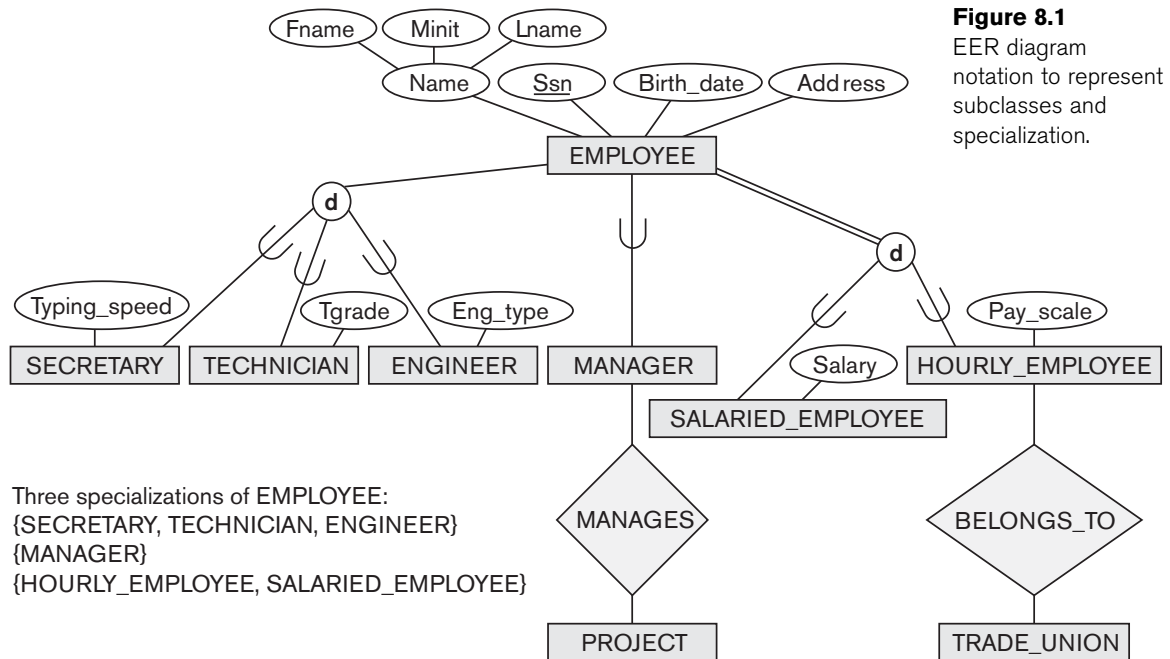 Figure 8.1
EER diagram
notation to represent
subclasses and
specialization.
Fname Minit Lname
Name Ssn Birth_date Address
EMPLOYEE
d
d
Typing_speed Tgrade Eng_type Pay_scale
SECRETARY TECHNICIAN ENGINEER MANAGER Salary HOURLY_EMPLOYEE
SALARIED_EMPLOYEE
Three specializations of EMPLOYEE:
{SECRETARY, TECHNICIAN, ENGINEER}
{MANAGER}
{HOURLY_EMPLOYEE, SALARIED_EMPLOYEE}
MANAGES BELONGS_TO
PROJECT TRADE_UNION